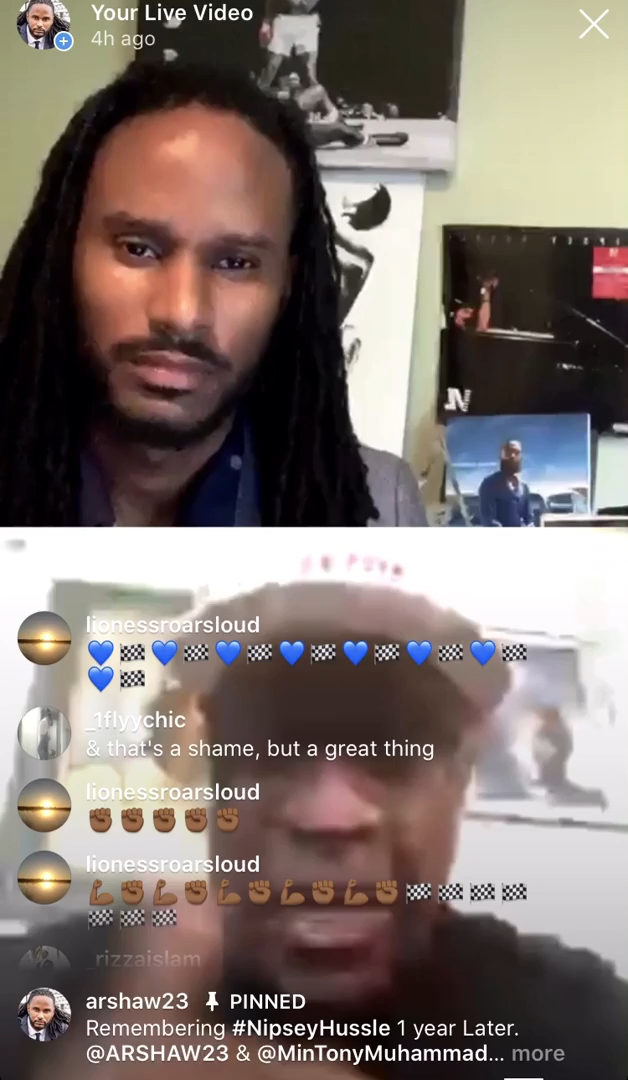 Your Live Video
4h ago
lionessroarsloud
💙🏁💙🏁💙🏁💙🏁💙🏁💙🏁💙🏁
💙🏁
_1flyychic
& that's a shame, but a great thing
lionessroarsloud
✊🏾✊🏾✊🏾✊🏾✊🏾
lionessroarsloud
💪🏾✊🏾💪🏾✊🏾💪🏾✊🏾💪🏾✊🏾💪🏾✊🏾🏁🏁🏁🏁
🏁🏁🏁
_rizzaislam
arshaw23 📌 PINNED
Remembering #NipseyHussle 1 year Later.
@ARSHAW23 & @MinTonyMuhammad... more